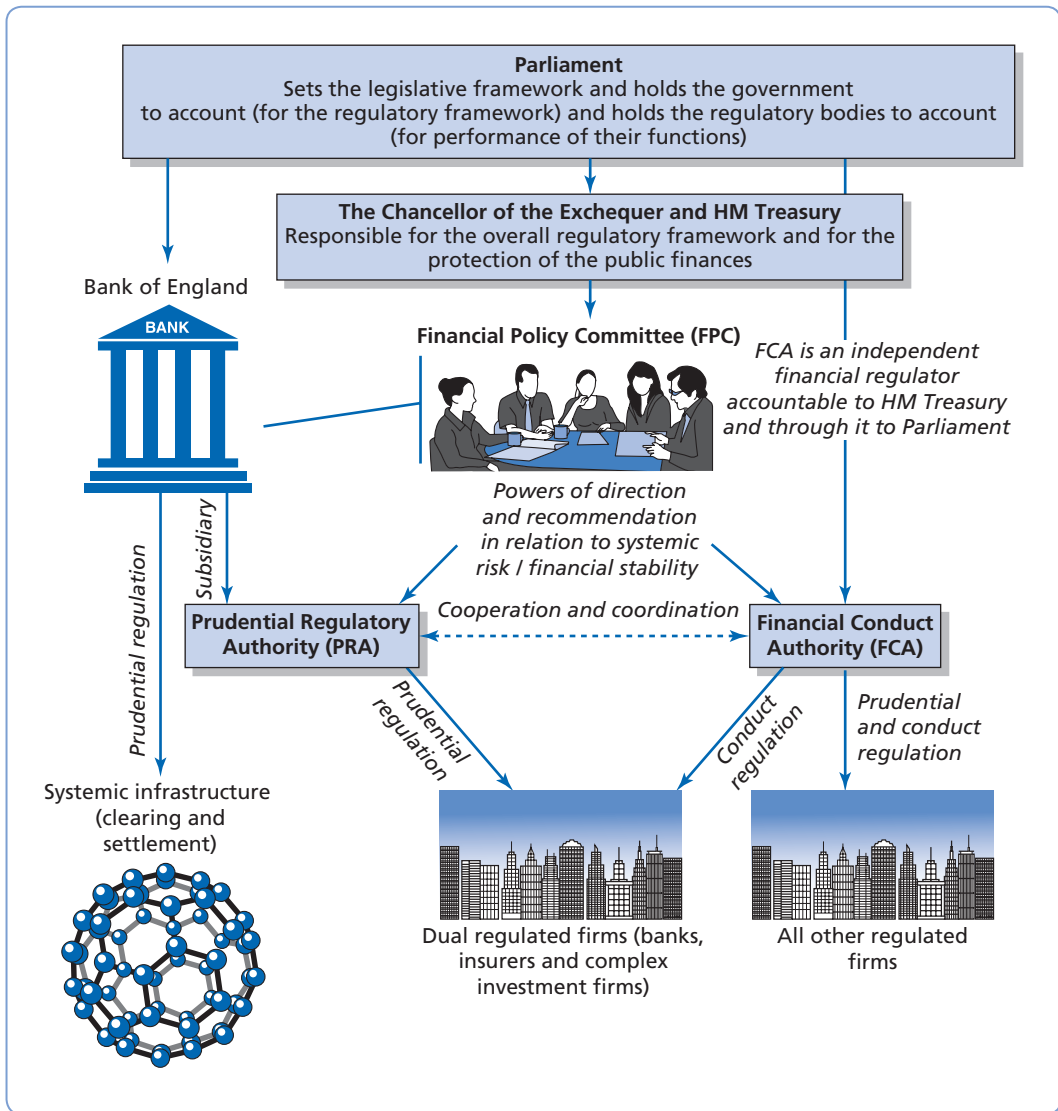 Parliament
Sets the legislative framework and holds the government
to account (for the regulatory framework) and holds the regulatory bodies to account
(for performance of their functions)
The Chancellor of the Exchequer and HM Treasury
Responsible for the overall regulatory framework and for the
protection of the public finances
Bank of England
BANK
Financial Policy Committee (FPC)
FCA is an independent
financial regulator
accountable to HM Treasury
and through it to Parliament
Powers of direction
and recommendation
in relation to systemic
risk / financial stability
Prudential regulation
Subsidiary
Cooperation and coordination
Prudential Regulatory
Authority (PRA)
Financial Conduct
Authority (FCA)
Prudential
regulation
Conduct
regulation
Prudential
and conduct
regulation
Systemic infrastructure
(clearing and
settlement)
Dual regulated firms (banks,
insurers and complex
investment firms)
All other regulated
firms